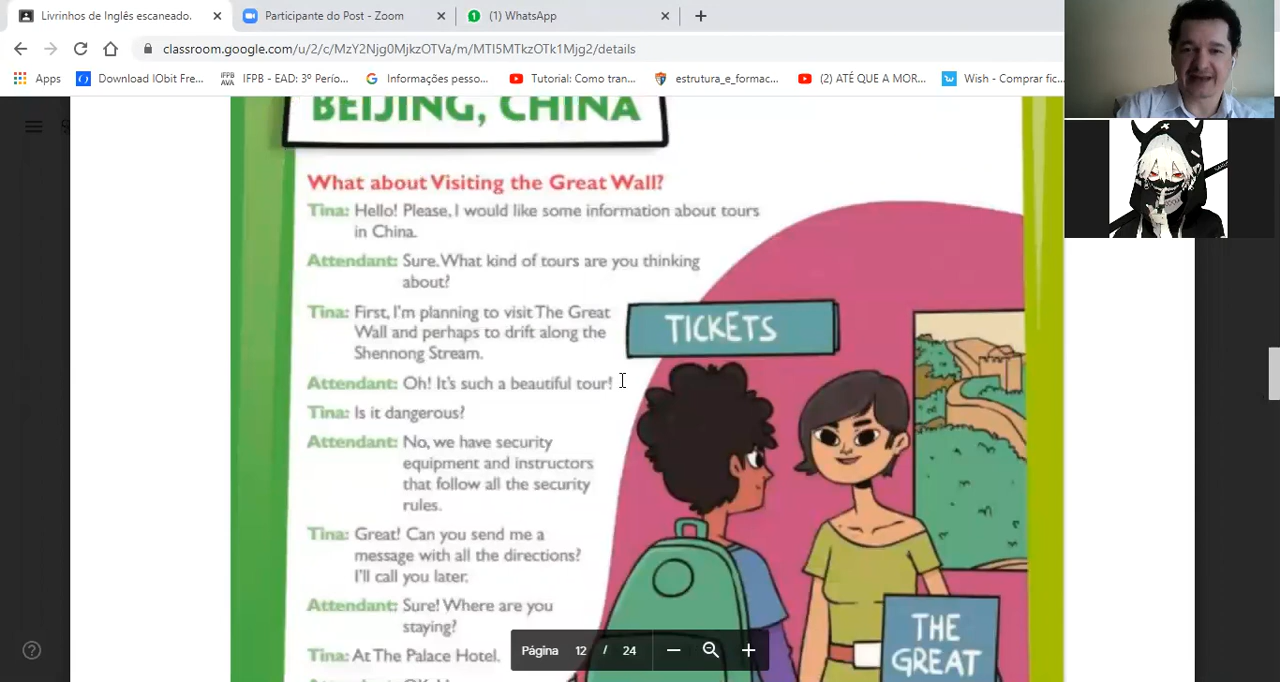 Livrinhos de Inglês escaneado.
Participante do Post - Zoom
(1) WhatsApp
classroom.google.com/u/2/c/MzY2Njg0MjkzOTVa/m/MTI5MTkzOTk1Mjg2/details
Apps
Download IObit Fre...
IFPB - EAD: 3º Perío...
Informações pesso...
Tutorial: Como tran...
estrutura_e_formac...
(2) ATÉ QUE A MOR...
Wish - Comprar fic...
BEIJING, CHINA
What about Visiting the Great Wall?
Tina: Hello! Please, I would like some information about tours
in China.
Attendant: Sure. What kind of tours are you thinking
about?
Tina: First, I'm planning to visit The Great
Wall and perhaps to drift along the
Shennong Stream.
Attendant: Oh! It's such a beautiful tour!
Tina: Is it dangerous?
Attendant: No, we have security
equipment and instructors
that follow all the security
rules.
Tina: Great! Can you send me a
message with all the directions?
I'll call you later.
Attendant: Sure! Where are you
staying?
Tina: At The Palace Hotel.
TICKETS
THE
GREAT
Página 12 / 24